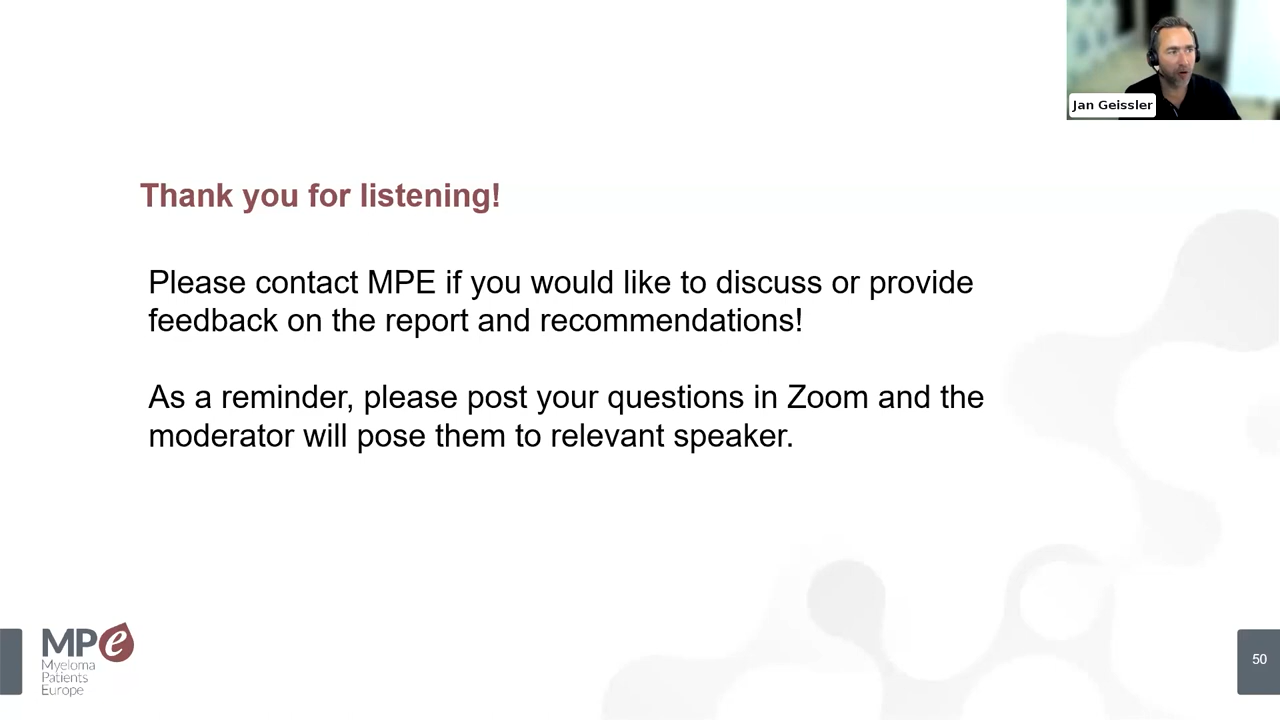 Jan Geissler
Thank you for listening!
Please contact MPE if you would like to discuss or provide
feedback on the report and recommendations!
As a reminder, please post your questions in Zoom and the
moderator will pose them to relevant speaker.
MPe
Myeloma
Patients
Europe
50